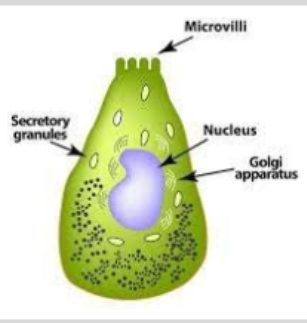 Microvilli
Secretory
granules
Nucleus
Golgi
apparatus